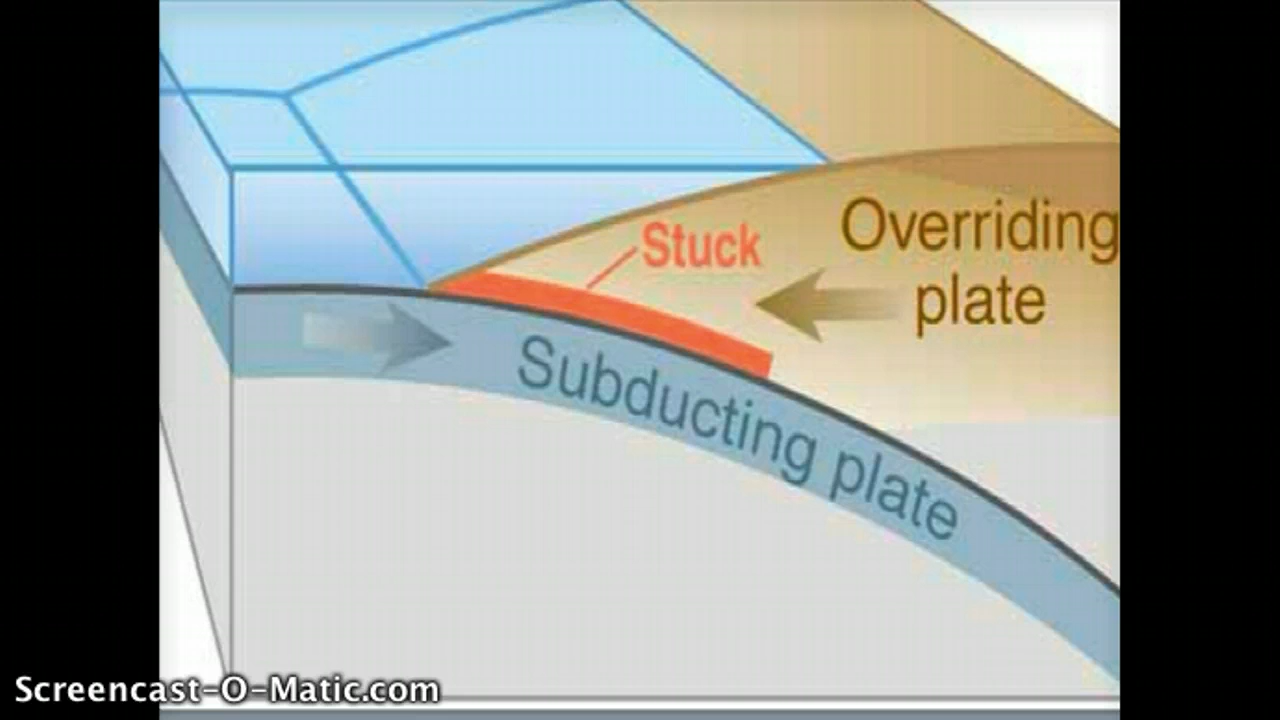 Stuck
Overriding
plate
Subducting plate
Screencast-O-Matic.com